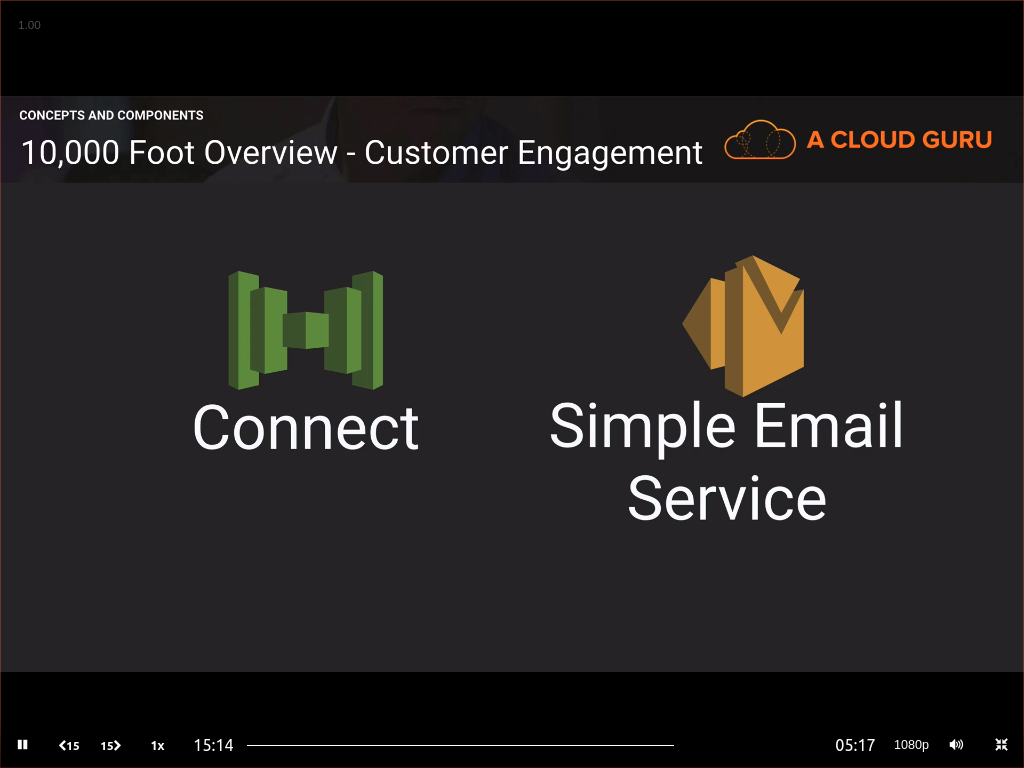 1.00
CONCEPTS AND COMPONENTS
10,000 Foot Overview - Customer Engagement
A CLOUD GURU
Connect
Simple Email
Service
15
15
1x
15:14
05:17
1080p